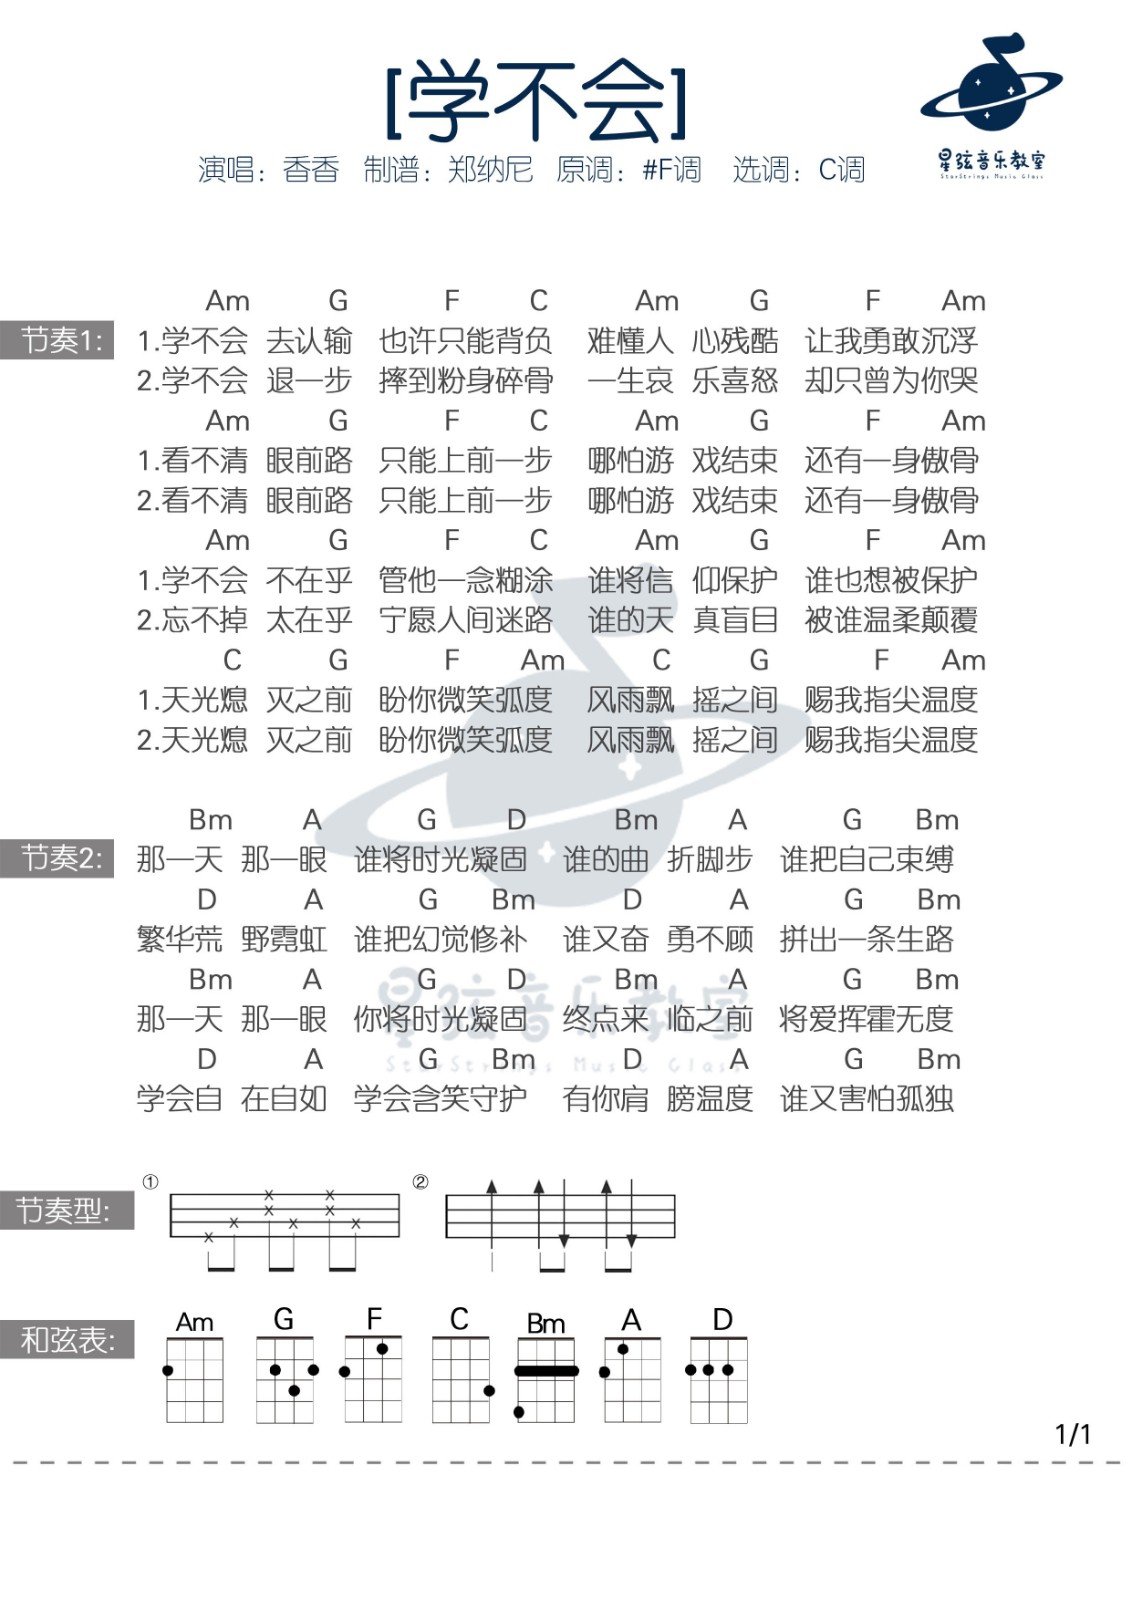 [学不会]
演唱：香香 制谱：郑纳尼 原调：#F调 选调：C调
星弦音乐教室
StarStrings Music Class
Am G F C Am G F Am
节奏1: 1.学不会 去认输 也许只能背负 难懂人 心残酷 让我勇敢沉浮
2.学不会 退一步 摔到粉身碎骨 一生哀 乐喜怒 却只曾为你哭
Am G F C Am G F Am
1.看不清 眼前路 只能上前一步 哪怕游 戏结束 还有一身傲骨
2.看不清 眼前路 只能上前一步 哪怕游 戏结束 还有一身傲骨
Am G F C Am G F Am
1.学不会 不在乎 管他一念糊涂 谁将信 仰保护 谁也想被保护
2.忘不掉 太在乎 宁愿人间迷路 谁的天 真盲目 被谁温柔颠覆
C G F Am C G F Am
1.天光熄 灭之前 盼你微笑弧度 风雨飘 摇之间 赐我指尖温度
2.天光熄 灭之前 盼你微笑弧度 风雨飘 摇之间 赐我指尖温度
Bm A G D Bm A G Bm
节奏2: 那一天 那一眼 谁将时光凝固 谁的曲 折脚步 谁把自己束缚
D A G Bm D A G Bm
繁华荒 野霓虹 谁把幻觉修补 谁又奋 勇不顾 拼出一条生路
Bm A G D Bm A G Bm
那一天 那一眼 你将时光凝固 终点来 临之前 将爱挥霍无度
星弦音乐教室
D A G Bm D A G Bm
StarStrings Music Class
学会自 在自如 学会含笑守护 有你肩 膀温度 谁又害怕孤独
节奏型: ① ②
和弦表: Am G F C Bm A D
1/1